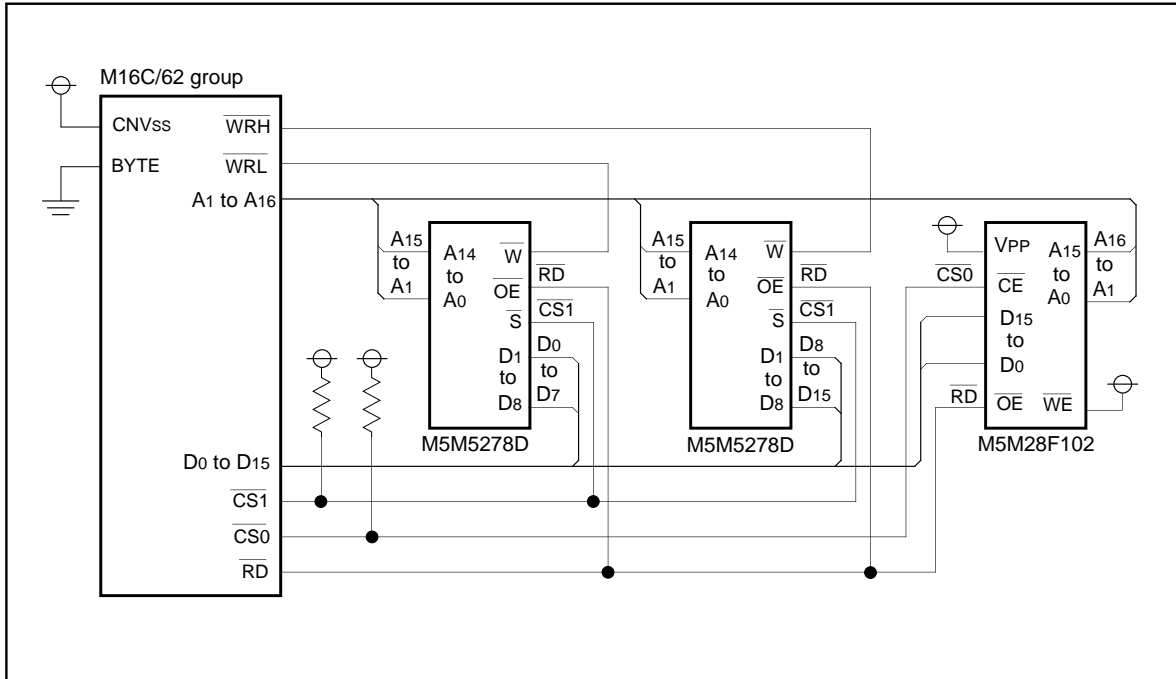 M16C/62 group
CNVss
BYTE
WRH
WRL
A1 to A16
D0 to D15
CS1
CS0
RD
A15
to
A1
A14
to
A0
W
OE
S
D1
to
D8
RD
CS1
D0
to
D7
M5M5278D
A15
to
A1
A14
to
A0
W
OE
S
D1
to
D8
RD
CS1
D8
to
D15
M5M5278D
CS0
RD
VPP
CE
OE
A15
to
A0
D15
to
D0
WE
A16
to
A1
M5M28F102